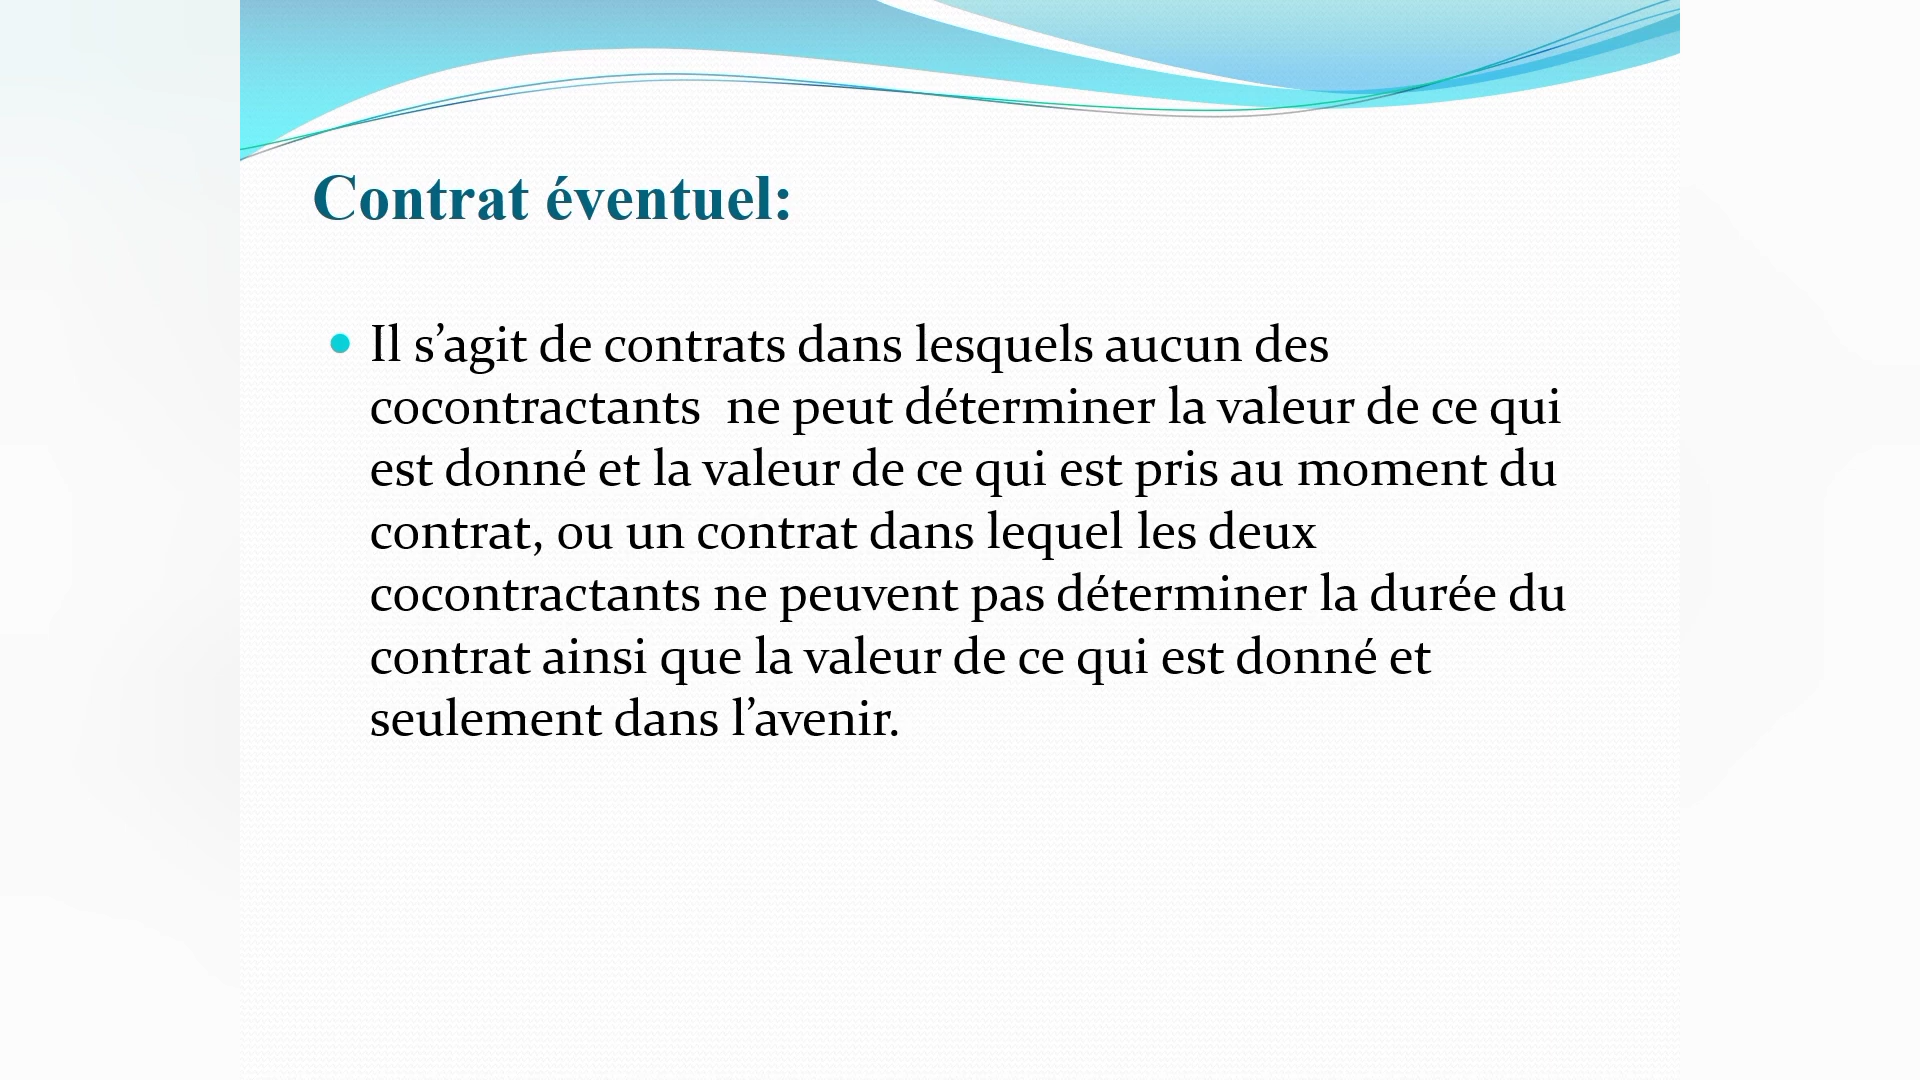 Contrat éventuel:
• Il s’agit de contrats dans lesquels aucun des
cocontractants  ne peut déterminer la valeur de ce qui
est donné et la valeur de ce qui est pris au moment du
contrat, ou un contrat dans lequel les deux
cocontractants ne peuvent pas déterminer la durée du
contrat ainsi que la valeur de ce qui est donné et
seulement dans l’avenir.